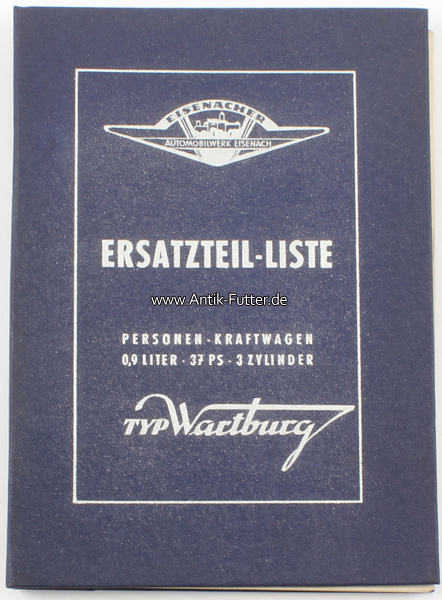 EISENACHER
AUTOMOBILWERK EISENACH
ERSATZTEIL-LISTE
www.Antik-Futter.de
PERSONEN-KRAFTWAGEN
0,9 LITER - 37 PS - 3 ZYLINDER
TYP Wartburg